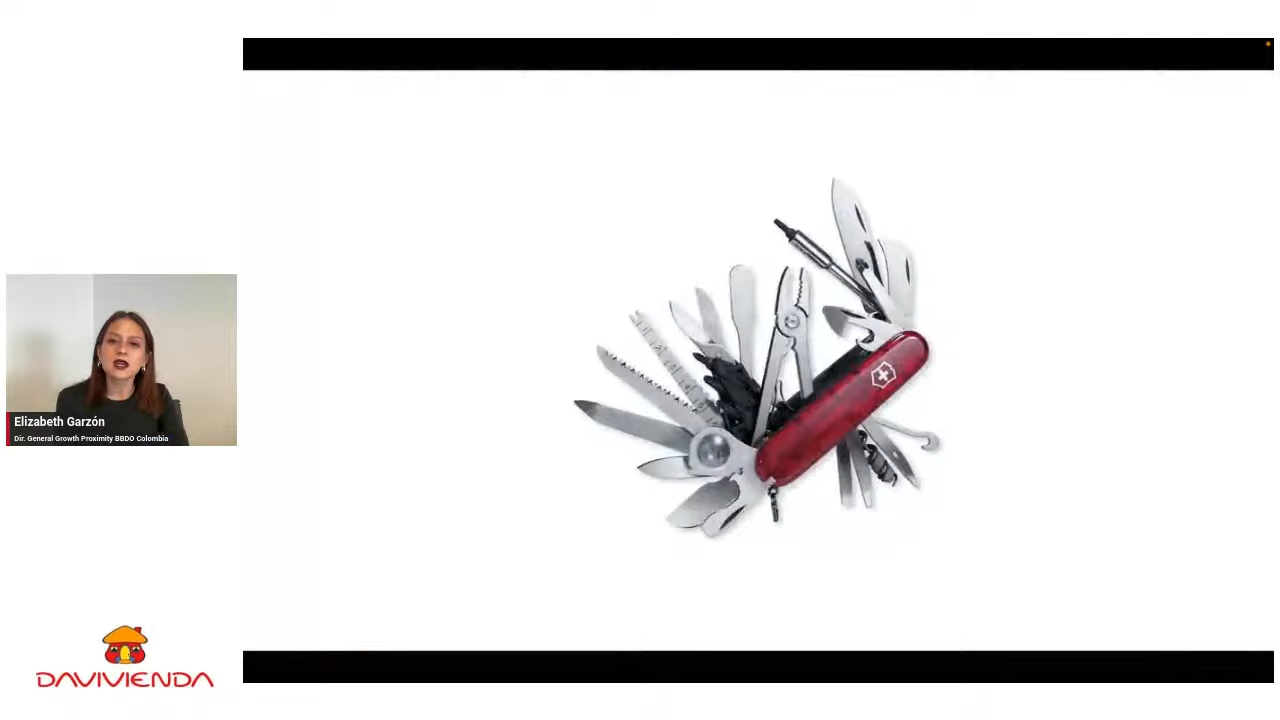 Elizabeth Garzón
Dir. General Growth Proximity BBDO Colombia
DAVIVIENDA